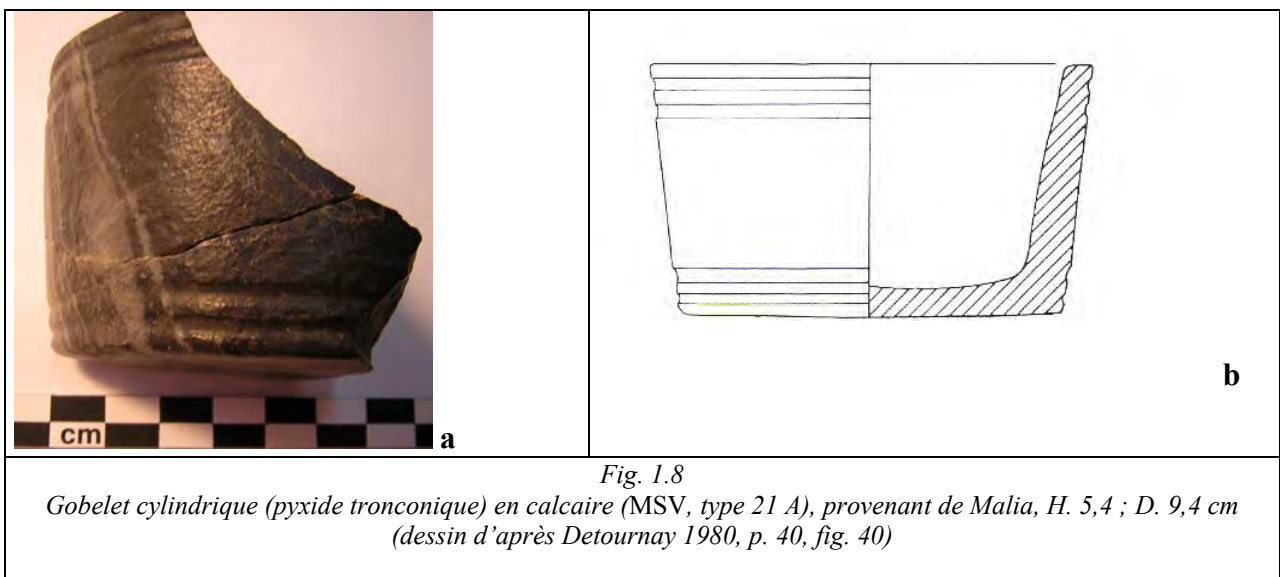 cm
a
b
Fig. 1.8
Gobelet cylindrique (pyxide tronconique) en calcaire (MSV, type 21 A), provenant de Malia, H. 5,4 ; D. 9,4 cm
(dessin d’après Detournay 1980, p. 40, fig. 40)